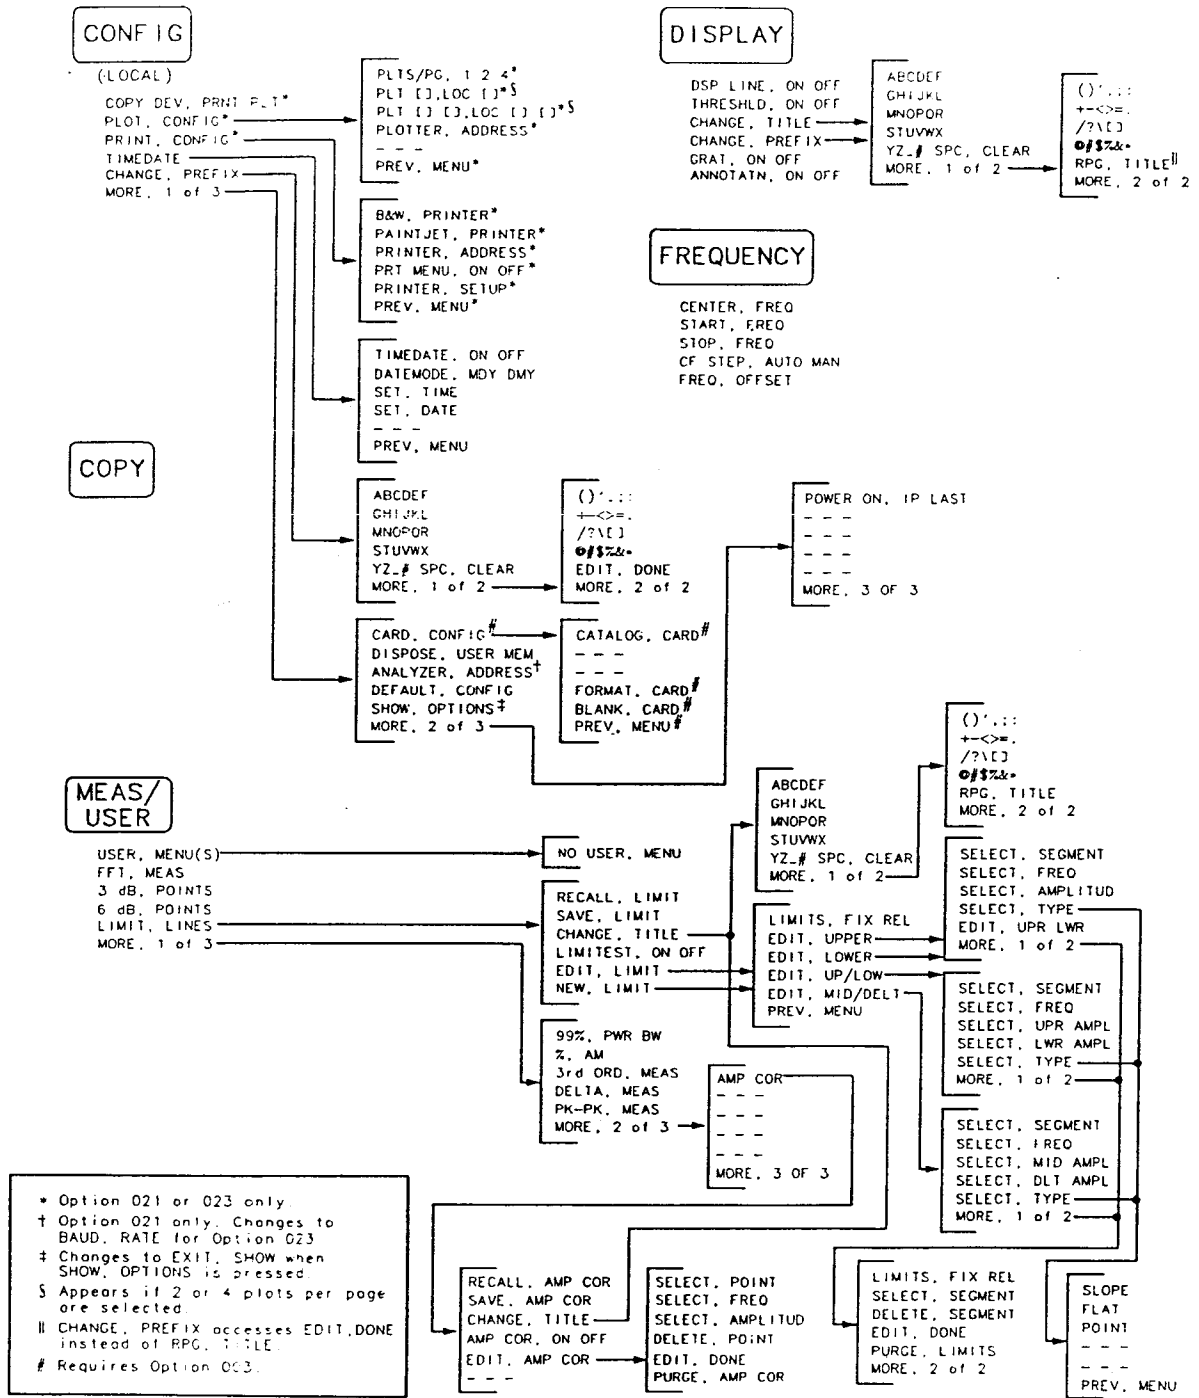 CONFIG
(LOCAL)
COPY DEV, PRNT PLT*
PLOT, CONFIG*
PRINT, CONFIG*
TIMEDATE
CHANGE, PREFIX
MORE, 1 of 3
PLTS/PG, 1 2 4*
PLT [],LOC []*§
PLT [] [],LOC [] []*§
PLOTTER, ADDRESS*
- - -
PREV, MENU*
B&W, PRINTER*
PAINTJET, PRINTER*
PRINTER, ADDRESS*
PRT MENU, ON OFF*
PRINTER, SETUP*
PREV, MENU*
TIMEDATE, ON OFF
DATEMODE, MDY DMY
SET, TIME
SET, DATE
- - -
PREV, MENU
DISPLAY
DSP LINE, ON OFF
THRESHLD, ON OFF
CHANGE, TITLE
CHANGE, PREFIX
GRAT, ON OFF
ANNOTATN, ON OFF
ABCDEF
GHIJKL
MNOPQR
STUVWX
YZ_# SPC, CLEAR
MORE, 1 of 2
()'.;:
+-<>=,
/?\[]
@#$%&*
RPG, TITLE‖
MORE, 2 of 2
FREQUENCY
CENTER, FREQ
START, FREQ
STOP, FREQ
CF STEP, AUTO MAN
FREQ, OFFSET
COPY
ABCDEF
GHIJKL
MNOPQR
STUVWX
YZ_# SPC, CLEAR
MORE, 1 of 2
()'.;:
+-<>=,
/?\[]
@#$%&*
EDIT, DONE
MORE, 2 of 2
POWER ON, IP LAST
- - -
- - -
- - -
- - -
MORE, 3 OF 3
CARD, CONFIG#
DISPOSE, USER MEM
ANALYZER, ADDRESS†
DEFAULT, CONFIG
SHOW, OPTIONS‡
MORE, 2 of 3
CATALOG, CARD#
- - -
- - -
FORMAT, CARD#
BLANK, CARD#
PREV, MENU#
MEAS/
USER
USER, MENU(S)
FFT, MEAS
3 dB, POINTS
6 dB, POINTS
LIMIT, LINES
MORE, 1 of 3
NO USER, MENU
RECALL, LIMIT
SAVE, LIMIT
CHANGE, TITLE
LIMITEST, ON OFF
EDIT, LIMIT
NEW, LIMIT
99%, PWR BW
%, AM
3rd ORD, MEAS
DELTA, MEAS
PK-PK, MEAS
MORE, 2 of 3
AMP COR
- - -
- - -
- - -
- - -
MORE, 3 OF 3
ABCDEF
GHIJKL
MNOPQR
STUVWX
YZ_# SPC, CLEAR
MORE, 1 of 2
()'.;:
+-<>=,
/?\[]
@#$%&*
RPG, TITLE
MORE, 2 of 2
LIMITS, FIX REL
EDIT, UPPER
EDIT, LOWER
EDIT, UP/LOW
EDIT, MID/DELT
PREV, MENU
SELECT, SEGMENT
SELECT, FREQ
SELECT, AMPLITUD
SELECT, TYPE
EDIT, UPR LWR
MORE, 1 of 2
SELECT, SEGMENT
SELECT, FREQ
SELECT, UPR AMPL
SELECT, LWR AMPL
SELECT, TYPE
MORE, 1 of 2
SELECT, SEGMENT
SELECT, FREQ
SELECT, MID AMPL
SELECT, DLT AMPL
SELECT, TYPE
MORE, 1 of 2
* Option 021 or 023 only.
† Option 021 only. Changes to
BAUD, RATE for Option 023
‡ Changes to EXIT, SHOW when
SHOW, OPTIONS is pressed.
§ Appears if 2 or 4 plots per page
are selected.
‖ CHANGE, PREFIX accesses EDIT,DONE
instead of RPG, TITLE.
# Requires Option 003.
RECALL, AMP COR
SAVE, AMP COR
CHANGE, TITLE
AMP COR, ON OFF
EDIT, AMP COR
- - -
SELECT, POINT
SELECT, FREQ
SELECT, AMPLITUD
DELETE, POINT
EDIT, DONE
PURGE, AMP COR
LIMITS, FIX REL
SELECT, SEGMENT
DELETE, SEGMENT
EDIT, DONE
PURGE, LIMITS
MORE, 2 of 2
SLOPE
FLAT
POINT
- - -
- - -
PREV, MENU